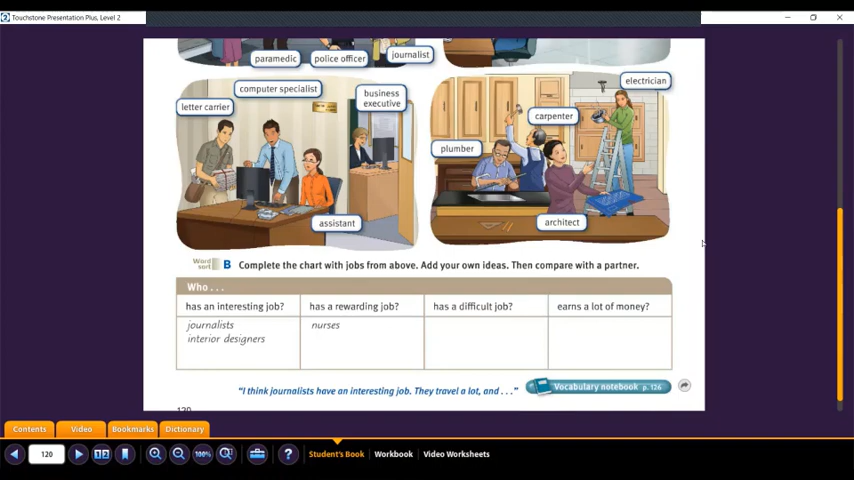 Touchstone Presentation Plus, Level 2
paramedic
police officer
journalist
letter carrier
computer specialist
business
executive
assistant
electrician
carpenter
plumber
architect
Word
sort
B Complete the chart with jobs from above. Add your own ideas. Then compare with a partner.
Who . . .
has an interesting job?
has a rewarding job?
has a difficult job?
earns a lot of money?
journalists
interior designers
nurses
"I think journalists have an interesting job. They travel a lot, and . . ."
Vocabulary notebook p. 126
120
Contents
Video
Bookmarks
Dictionary
120
1 2
100%
?
Student's Book
Workbook
Video Worksheets